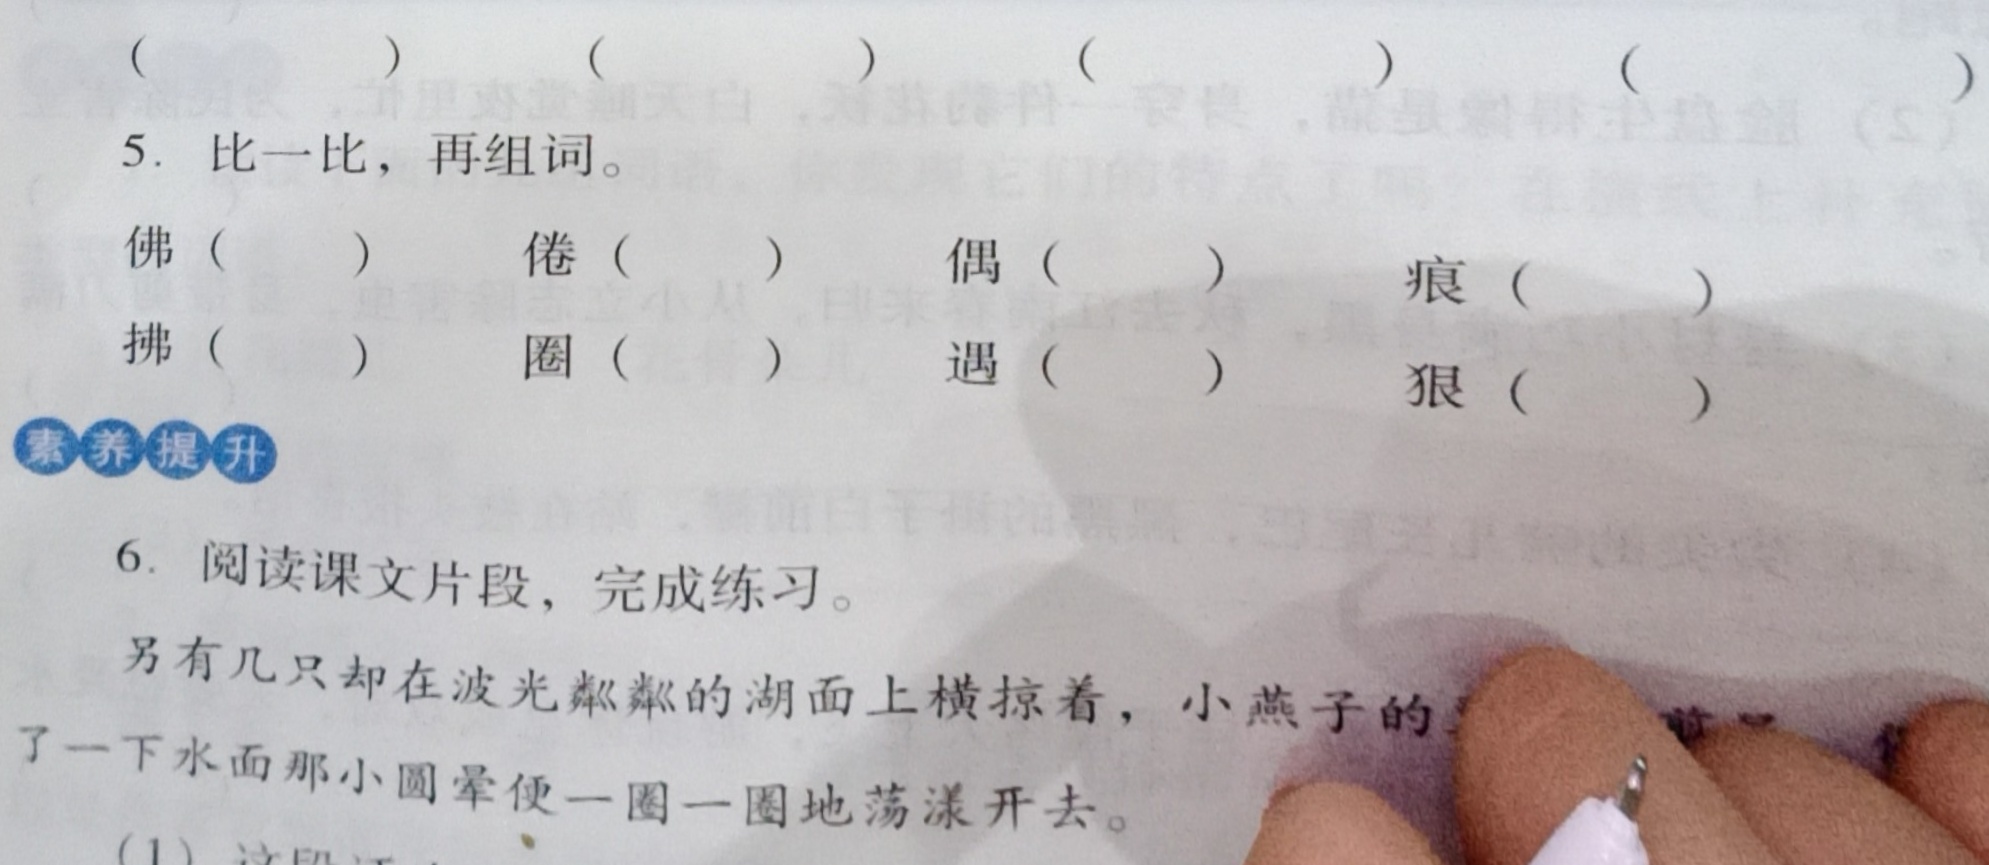 ( ) ( ) ( ) ( )
5. 比一比，再组词。
佛（ ） 倦（ ） 偶（ ） 痕（ ）
拂（ ） 圈（ ） 遇（ ） 狠（ ）
素养提升
6. 阅读课文片段，完成练习。
另有几只却在波光粼粼的湖面上横掠着，小燕子的
了一下水面那小圆晕便一圈一圈地荡漾开去。
(1) 这段话